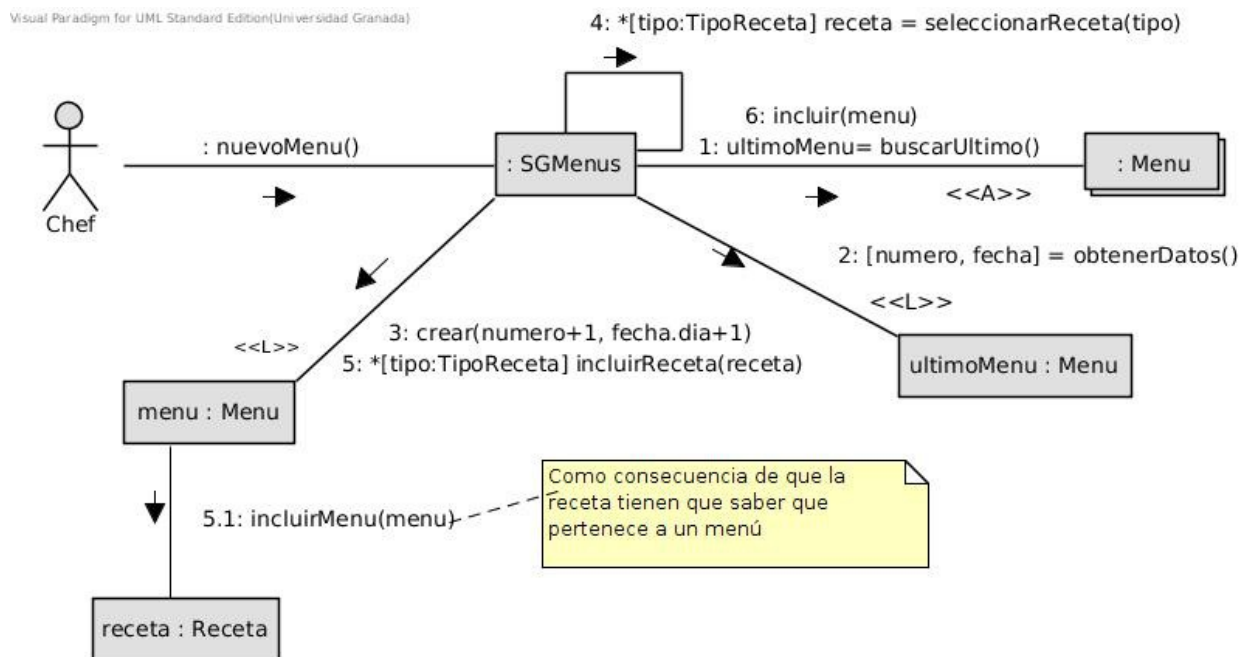 Visual Paradigm for UML Standard Edition(Universidad Granada)
4: *[tipo:TipoReceta] receta = seleccionarReceta(tipo)
6: incluir(menu)
: nuevoMenu()
1: ultimoMenu= buscarUltimo()
: SGMenus
: Menu
<<A>>
Chef
2: [numero, fecha] = obtenerDatos()
<<L>>
3: crear(numero+1, fecha.dia+1)
<<L>>
5: *[tipo:TipoReceta] incluirReceta(receta)
ultimoMenu : Menu
menu : Menu
Como consecuencia de que la
receta tienen que saber que
pertenece a un menú
5.1: incluirMenu(menu)
receta : Receta